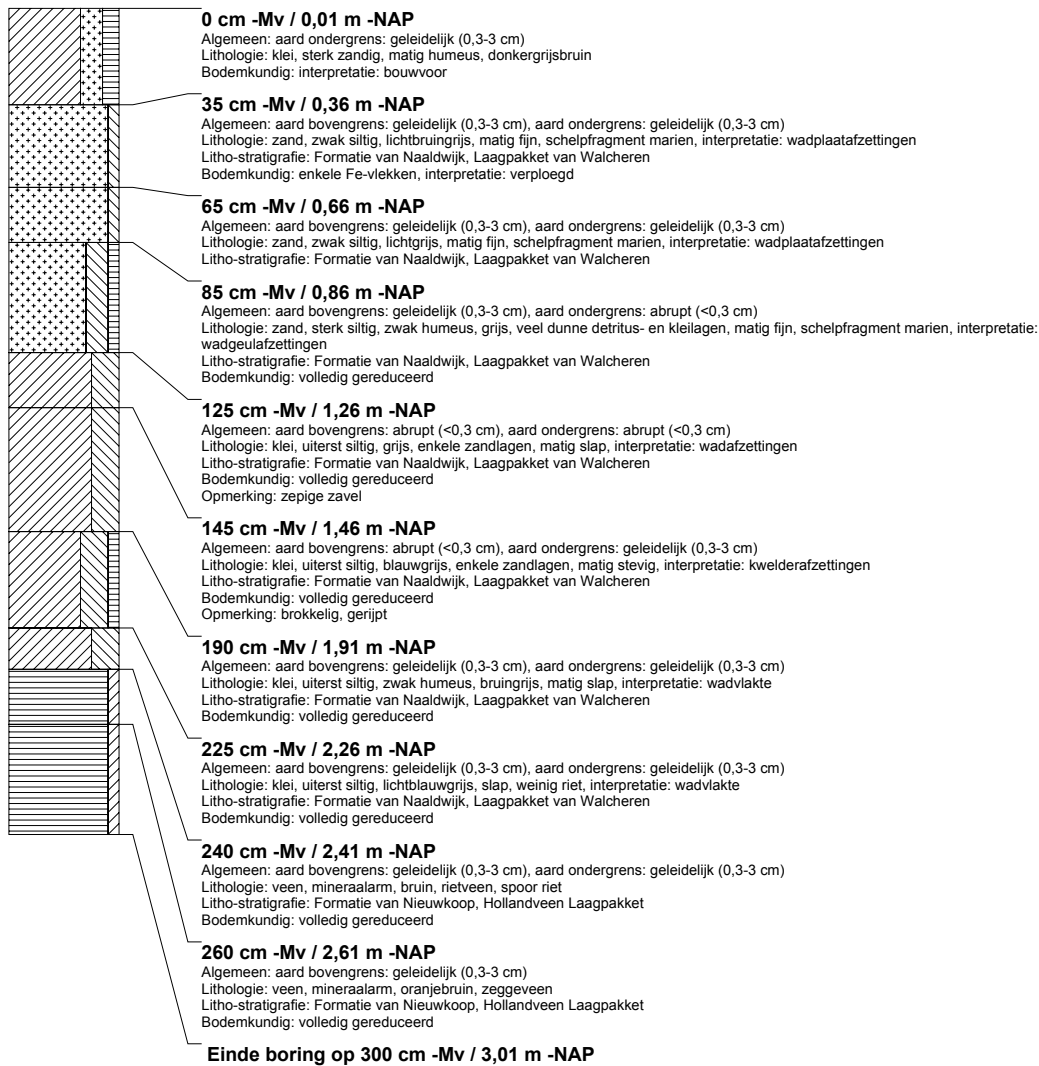 0 cm -Mv / 0,01 m -NAP
Algemeen: aard ondergrens: geleidelijk (0,3-3 cm)
Lithologie: klei, sterk zandig, matig humeus, donkergrijsbruin
Bodemkundig: interpretatie: bouwvoor
35 cm -Mv / 0,36 m -NAP
Algemeen: aard bovengrens: geleidelijk (0,3-3 cm), aard ondergrens: geleidelijk (0,3-3 cm)
Lithologie: zand, zwak siltig, lichtbruingrijs, matig fijn, schelpfragment marien, interpretatie: wadplaatafzettingen
Litho-stratigrafie: Formatie van Naaldwijk, Laagpakket van Walcheren
Bodemkundig: enkele Fe-vlekken, interpretatie: verploegd
65 cm -Mv / 0,66 m -NAP
Algemeen: aard bovengrens: geleidelijk (0,3-3 cm), aard ondergrens: geleidelijk (0,3-3 cm)
Lithologie: zand, zwak siltig, lichtgrijs, matig fijn, schelpfragment marien, interpretatie: wadplaatafzettingen
Litho-stratigrafie: Formatie van Naaldwijk, Laagpakket van Walcheren
85 cm -Mv / 0,86 m -NAP
Algemeen: aard bovengrens: geleidelijk (0,3-3 cm), aard ondergrens: abrupt (<0,3 cm)
Lithologie: zand, sterk siltig, zwak humeus, grijs, veel dunne detritus- en kleilagen, matig fijn, schelpfragment marien, interpretatie:
wadgeulafzettingen
Litho-stratigrafie: Formatie van Naaldwijk, Laagpakket van Walcheren
Bodemkundig: volledig gereduceerd
125 cm -Mv / 1,26 m -NAP
Algemeen: aard bovengrens: abrupt (<0,3 cm), aard ondergrens: abrupt (<0,3 cm)
Lithologie: klei, uiterst siltig, grijs, enkele zandlagen, matig slap, interpretatie: wadafzettingen
Litho-stratigrafie: Formatie van Naaldwijk, Laagpakket van Walcheren
Bodemkundig: volledig gereduceerd
Opmerking: zepige zavel
145 cm -Mv / 1,46 m -NAP
Algemeen: aard bovengrens: abrupt (<0,3 cm), aard ondergrens: geleidelijk (0,3-3 cm)
Lithologie: klei, uiterst siltig, blauwgrijs, enkele zandlagen, matig stevig, interpretatie: kwelderafzettingen
Litho-stratigrafie: Formatie van Naaldwijk, Laagpakket van Walcheren
Bodemkundig: volledig gereduceerd
Opmerking: brokkelig, gerijpt
190 cm -Mv / 1,91 m -NAP
Algemeen: aard bovengrens: geleidelijk (0,3-3 cm), aard ondergrens: geleidelijk (0,3-3 cm)
Lithologie: klei, uiterst siltig, zwak humeus, bruingrijs, matig slap, interpretatie: wadvlakte
Litho-stratigrafie: Formatie van Naaldwijk, Laagpakket van Walcheren
Bodemkundig: volledig gereduceerd
225 cm -Mv / 2,26 m -NAP
Algemeen: aard bovengrens: geleidelijk (0,3-3 cm), aard ondergrens: geleidelijk (0,3-3 cm)
Lithologie: klei, uiterst siltig, lichtblauwgrijs, slap, weinig riet, interpretatie: wadvlakte
Litho-stratigrafie: Formatie van Naaldwijk, Laagpakket van Walcheren
Bodemkundig: volledig gereduceerd
240 cm -Mv / 2,41 m -NAP
Algemeen: aard bovengrens: geleidelijk (0,3-3 cm), aard ondergrens: geleidelijk (0,3-3 cm)
Lithologie: veen, mineraalarm, bruin, rietveen, spoor riet
Litho-stratigrafie: Formatie van Nieuwkoop, Hollandveen Laagpakket
Bodemkundig: volledig gereduceerd
260 cm -Mv / 2,61 m -NAP
Algemeen: aard bovengrens: geleidelijk (0,3-3 cm)
Lithologie: veen, mineraalarm, oranjebruin, zeggeveen
Litho-stratigrafie: Formatie van Nieuwkoop, Hollandveen Laagpakket
Bodemkundig: volledig gereduceerd
Einde boring op 300 cm -Mv / 3,01 m -NAP